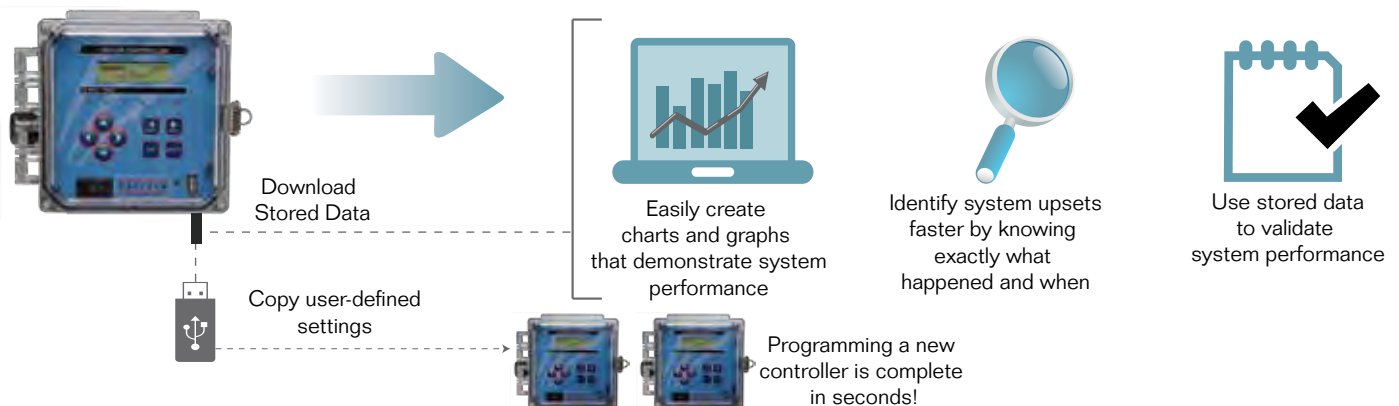 Download
Stored Data
Easily create
charts and graphs
that demonstrate system
performance
Identify system upsets
faster by knowing
exactly what
happened and when
Use stored data
to validate
system performance
Copy user-defined
settings
Programming a new
controller is complete
in seconds!